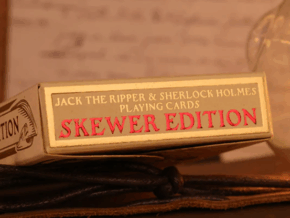 JACK THE RIPPER & SHERLOCK HOLMES
PLAYING CARDS
SKEWER EDITION